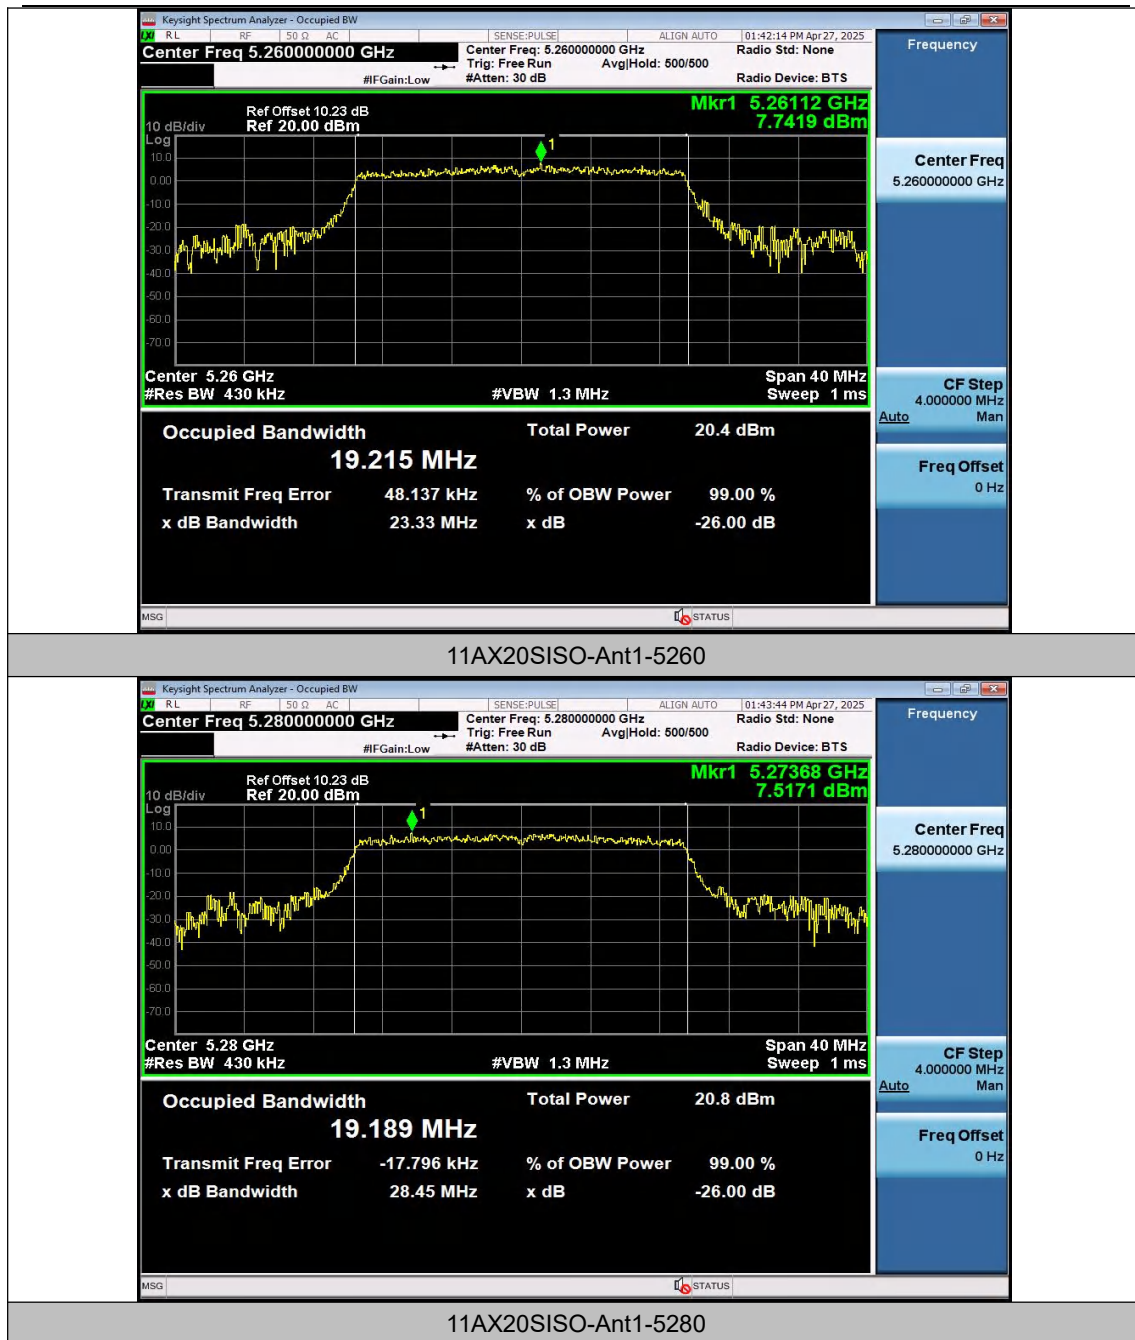 Keysight Spectrum Analyzer - Occupied BW
LXI RL RF 50 Ω AC SENSE:PULSE ALIGN AUTO 01:42:14 PM Apr 27, 2025
Center Freq 5.260000000 GHz
Center Freq: 5.260000000 GHz Radio Std: None
Trig: Free Run Avg|Hold: 500/500
#IFGain:Low #Atten: 30 dB Radio Device: BTS
Frequency
Mkr1 5.26112 GHz
7.7419 dBm
Ref Offset 10.23 dB
10 dB/div Ref 20.00 dBm
Log
1
10.0
0.00
-10.0
-20.0
-30.0
-40.0
-50.0
-60.0
-70.0
Center Freq
5.260000000 GHz
Center 5.26 GHz Span 40 MHz
#Res BW 430 kHz #VBW 1.3 MHz Sweep 1 ms
CF Step
4.000000 MHz
Auto Man
Occupied Bandwidth Total Power 20.4 dBm
19.215 MHz
Transmit Freq Error 48.137 kHz % of OBW Power 99.00 %
x dB Bandwidth 23.33 MHz x dB -26.00 dB
Freq Offset
0 Hz
MSG STATUS
11AX20SISO-Ant1-5260
Keysight Spectrum Analyzer - Occupied BW
LXI RL RF 50 Ω AC SENSE:PULSE ALIGN AUTO 01:43:44 PM Apr 27, 2025
Center Freq 5.280000000 GHz
Center Freq: 5.280000000 GHz Radio Std: None
Trig: Free Run Avg|Hold: 500/500
#IFGain:Low #Atten: 30 dB Radio Device: BTS
Frequency
Mkr1 5.27368 GHz
7.5171 dBm
Ref Offset 10.23 dB
10 dB/div Ref 20.00 dBm
Log
1
10.0
0.00
-10.0
-20.0
-30.0
-40.0
-50.0
-60.0
-70.0
Center Freq
5.280000000 GHz
Center 5.28 GHz Span 40 MHz
#Res BW 430 kHz #VBW 1.3 MHz Sweep 1 ms
CF Step
4.000000 MHz
Auto Man
Occupied Bandwidth Total Power 20.8 dBm
19.189 MHz
Transmit Freq Error -17.796 kHz % of OBW Power 99.00 %
x dB Bandwidth 28.45 MHz x dB -26.00 dB
Freq Offset
0 Hz
MSG STATUS
11AX20SISO-Ant1-5280